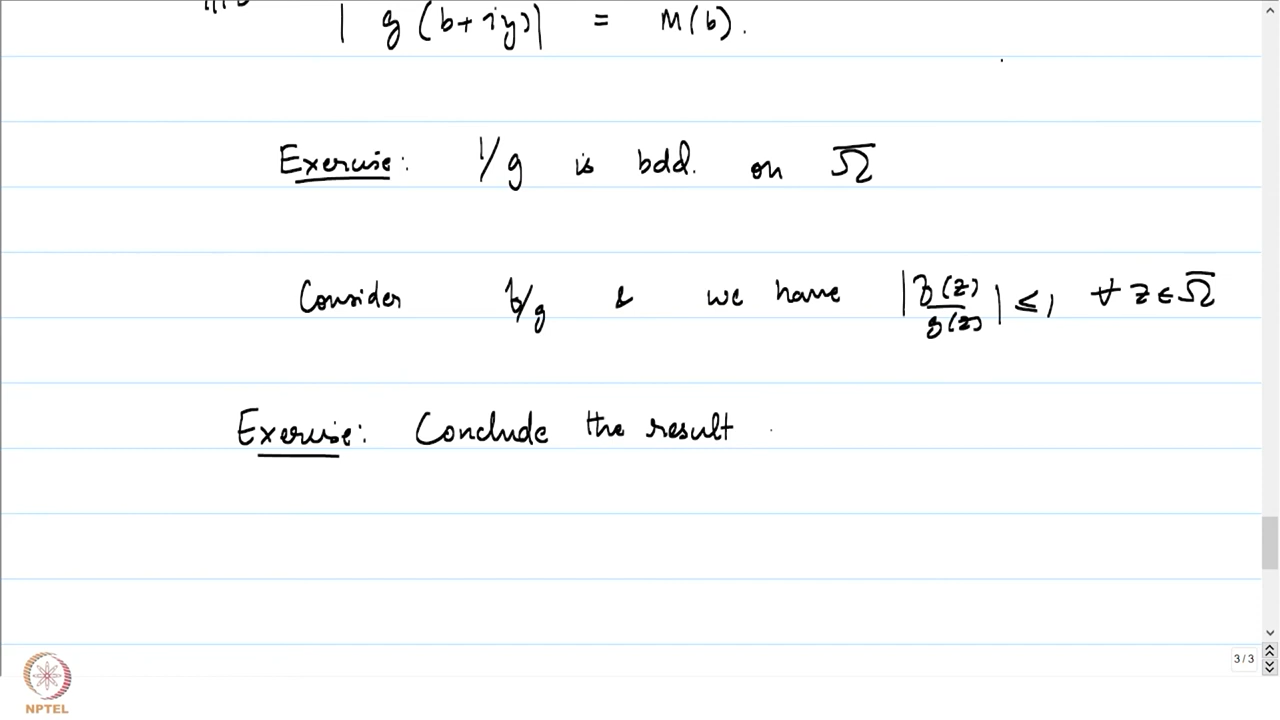 | g (b+iy)| = M(b).
Exercise: 1/g is bdd. on Ω̅
Consider f/g & we have |f(z)/g(z)| ≤ 1, ∀ z ∈ Ω̅
Exercise: Conclude the result.
3/3
NPTEL